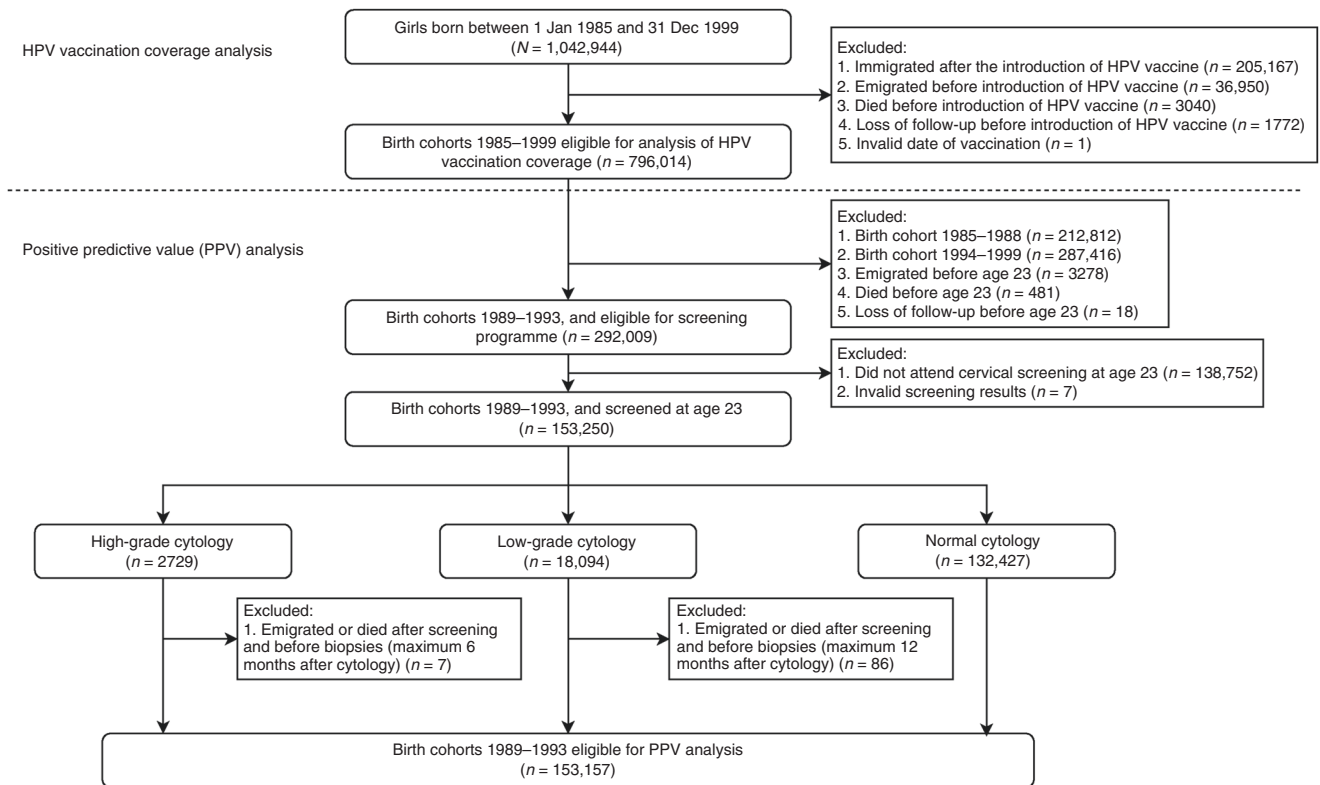 HPV vaccination coverage analysis
Girls born between 1 Jan 1985 and 31 Dec 1999
(N = 1,042,944)
Excluded:
1. Immigrated after the introduction of HPV vaccine (n = 205,167)
2. Emigrated before introduction of HPV vaccine (n = 36,950)
3. Died before introduction of HPV vaccine (n = 3040)
4. Loss of follow-up before introduction of HPV vaccine (n = 1772)
5. Invalid date of vaccination (n = 1)
Birth cohorts 1985–1999 eligible for analysis of HPV
vaccination coverage (n = 796,014)
Positive predictive value (PPV) analysis
Excluded:
1. Birth cohort 1985–1988 (n = 212,812)
2. Birth cohort 1994–1999 (n = 287,416)
3. Emigrated before age 23 (n = 3278)
4. Died before age 23 (n = 481)
5. Loss of follow-up before age 23 (n = 18)
Birth cohorts 1989–1993, and eligible for screening
programme (n = 292,009)
Excluded:
1. Did not attend cervical screening at age 23 (n = 138,752)
2. Invalid screening results (n = 7)
Birth cohorts 1989–1993, and screened at age 23
(n = 153,250)
High-grade cytology
(n = 2729)
Low-grade cytology
(n = 18,094)
Normal cytology
(n = 132,427)
Excluded:
1. Emigrated or died after screening
and before biopsies (maximum 6
months after cytology) (n = 7)
Excluded:
1. Emigrated or died after screening
and before biopsies (maximum 12
months after cytology) (n = 86)
Birth cohorts 1989–1993 eligible for PPV analysis
(n = 153,157)